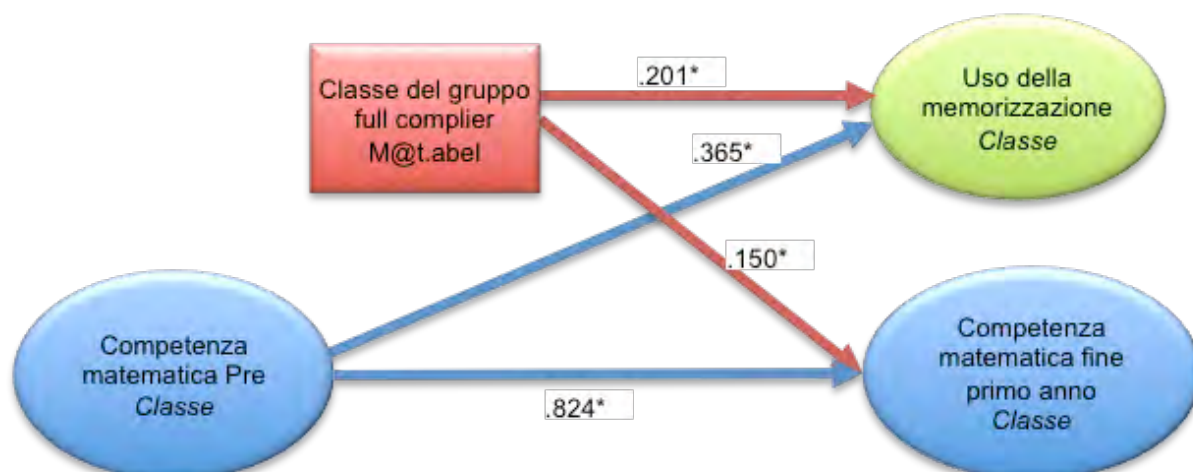 Classe del gruppo
full complier
M@t.abel
.201*
Uso della
memorizzazione
Classe
.365*
.150*
Competenza
matematica Pre
Classe
.824*
Competenza
matematica fine
primo anno
Classe